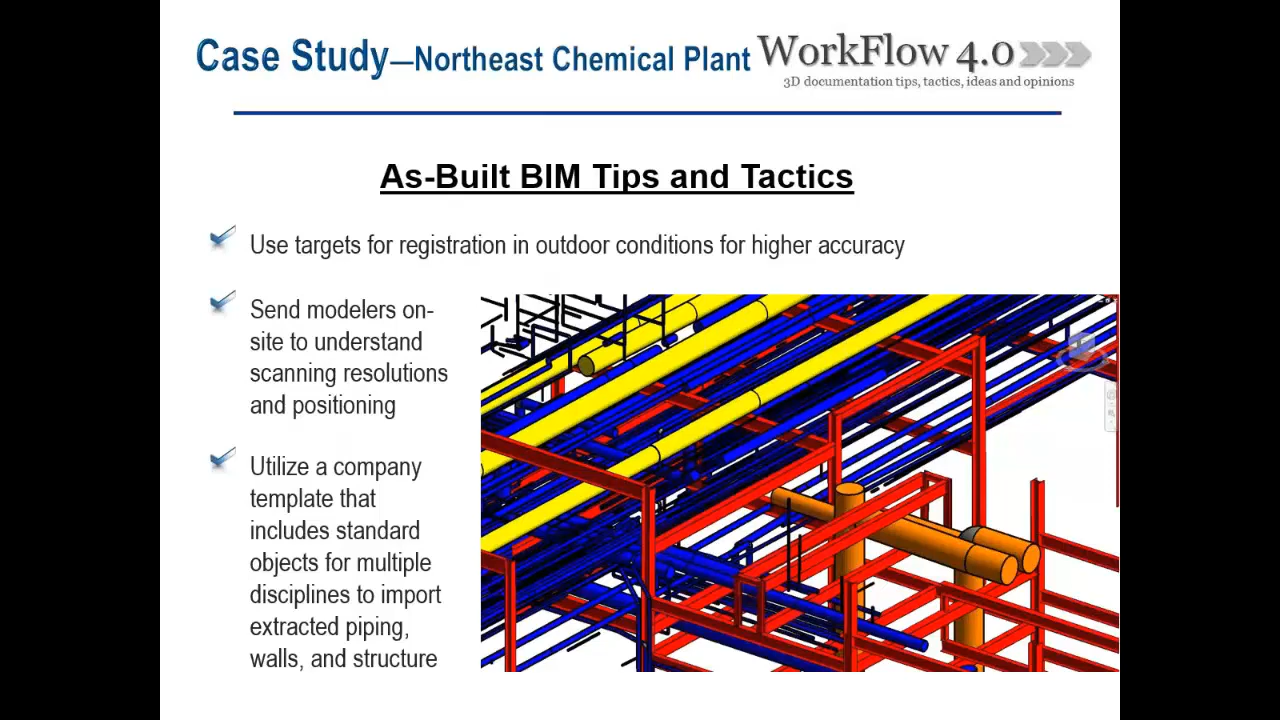 Case Study—Northeast Chemical Plant
WorkFlow 4.0
3D documentation tips, tactics, ideas and opinions
As-Built BIM Tips and Tactics
Use targets for registration in outdoor conditions for higher accuracy
Send modelers on-
site to understand
scanning resolutions
and positioning
Utilize a company
template that
includes standard
objects for multiple
disciplines to import
extracted piping,
walls, and structure